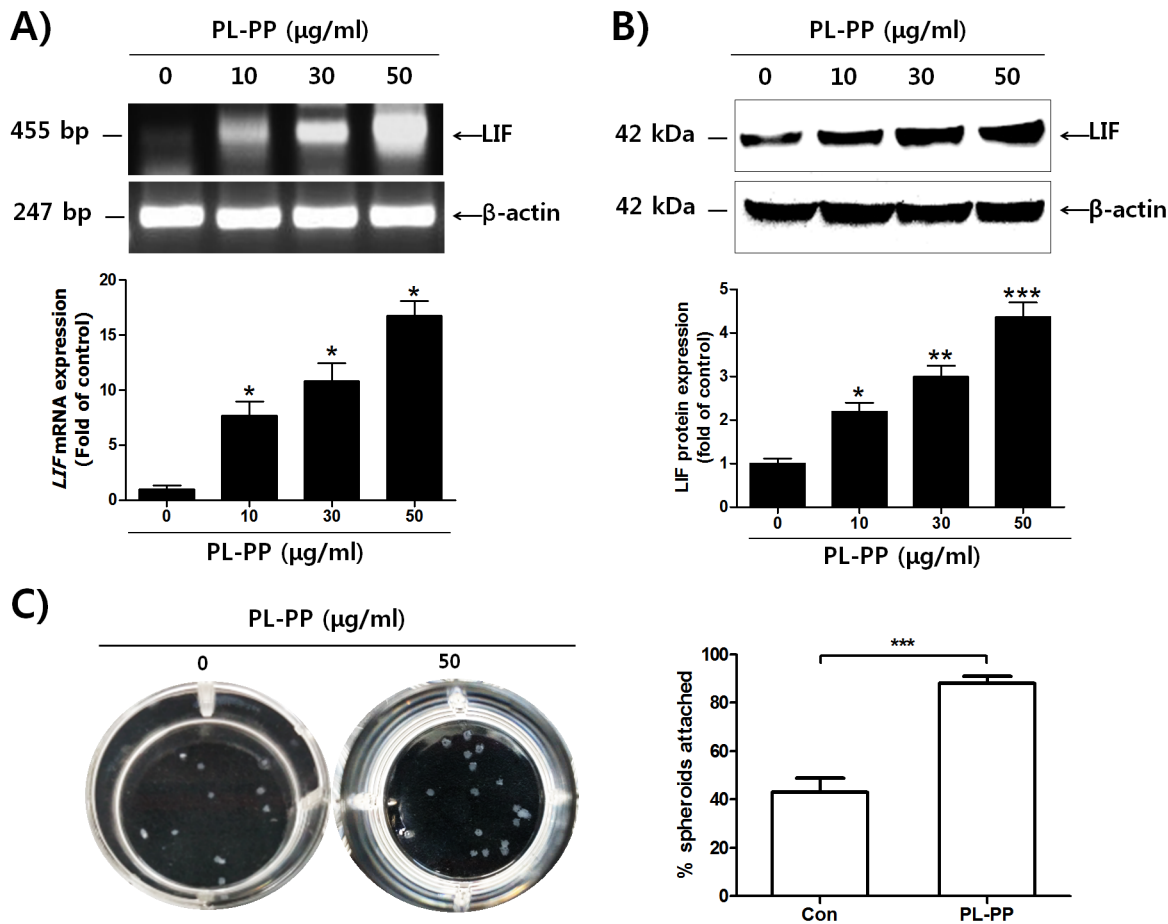 A)
PL-PP (μg/ml)
0 10 30 50
455 bp
LIF
247 bp
β-actin
20
15
10
5
0
LIF mRNA expression
(Fold of control)
*
*
*
0 10 30 50
PL-PP (μg/ml)
B)
PL-PP (μg/ml)
0 10 30 50
42 kDa
LIF
42 kDa
β-actin
5
4
3
2
1
0
LIF protein expression
(fold of control)
*
**
***
0 10 30 50
PL-PP (μg/ml)
C)
PL-PP (μg/ml)
0 50
100
80
60
40
20
0
% spheroids attached
***
Con PL-PP